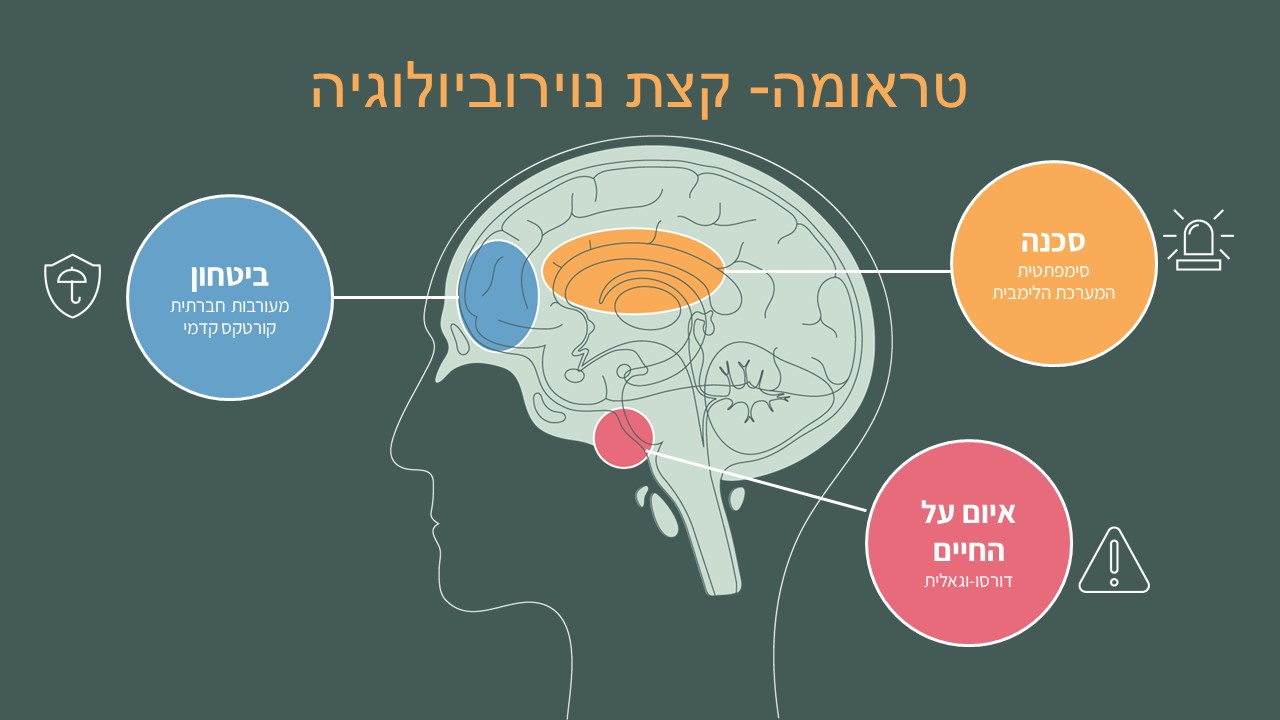 טראומה- קצת נוירוביולוגיה
סכנה
סימפתטית
המערכת הלימבית
ביטחון
מעורבות חברתית
קורטקס קדמי
איום על
החיים
דורסו-וגאלית